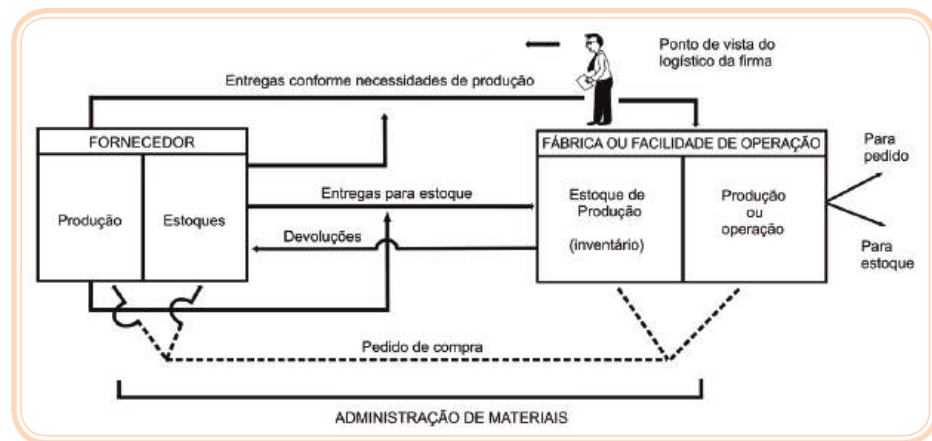 Ponto de vista do
logístico da firma
Entregas conforme necessidades de produção
FORNECEDOR
FÁBRICA OU FACILIDADE DE OPERAÇÃO
Para
pedido
Produção
Estoques
Entregas para estoque
Devoluções
Estoque de
Produção
(inventário)
Produção
ou
operação
Para
estoque
Pedido de compra
ADMINISTRAÇÃO DE MATERIAIS